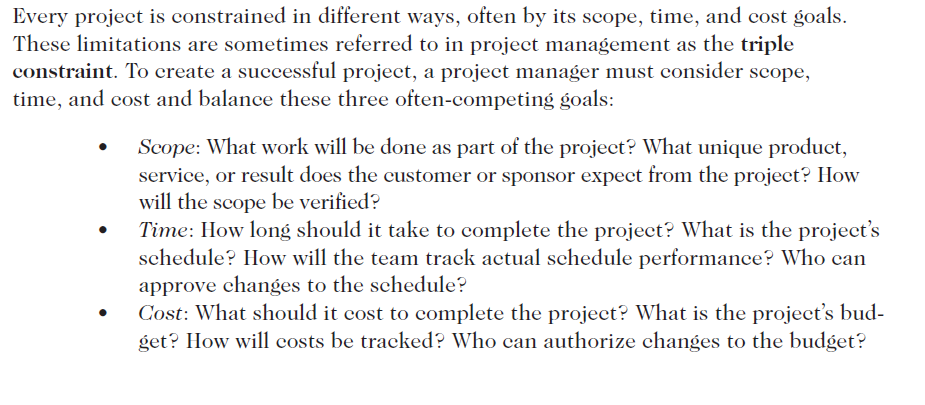 Every project is constrained in different ways, often by its scope, time, and cost goals.
These limitations are sometimes referred to in project management as the triple
constraint. To create a successful project, a project manager must consider scope,
time, and cost and balance these three often-competing goals:
• Scope: What work will be done as part of the project? What unique product,
service, or result does the customer or sponsor expect from the project? How
will the scope be verified?
• Time: How long should it take to complete the project? What is the project’s
schedule? How will the team track actual schedule performance? Who can
approve changes to the schedule?
• Cost: What should it cost to complete the project? What is the project’s bud-
get? How will costs be tracked? Who can authorize changes to the budget?